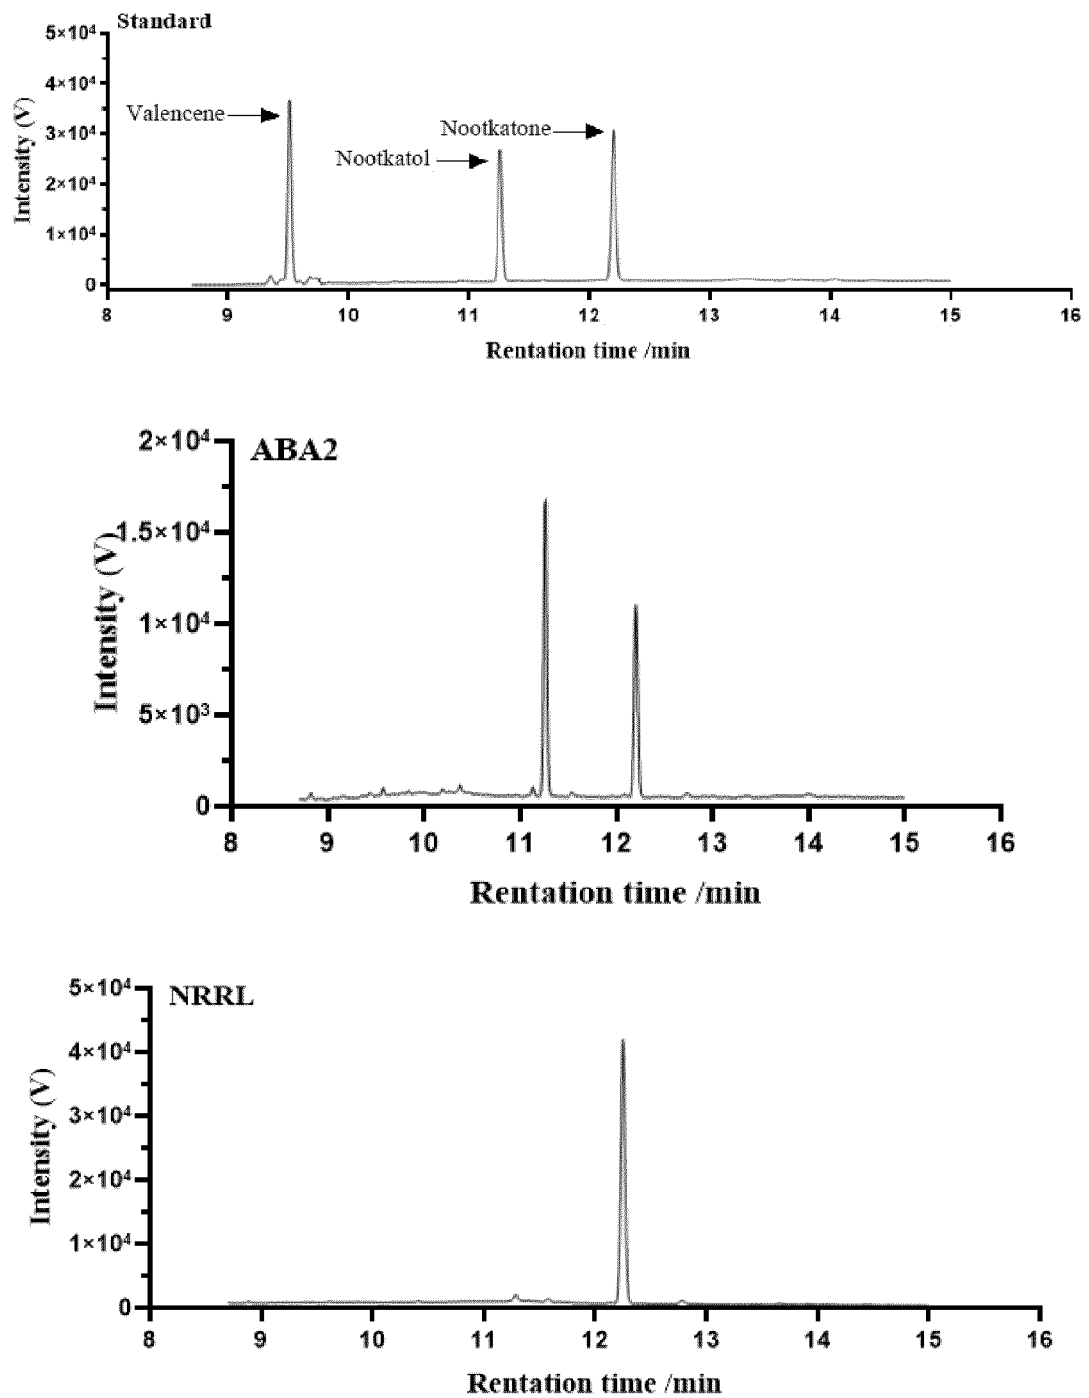 Standard
5×10⁴
4×10⁴
3×10⁴
2×10⁴
1×10⁴
0
Intensity (V)
Valencene
Nootkatol
Nootkatone
8 9 10 11 12 13 14 15 16
Rentation time /min
ABA2
2×10⁴
1.5×10⁴
1×10⁴
5×10³
0
Intensity (V)
8 9 10 11 12 13 14 15 16
Rentation time /min
NRRL
5×10⁴
4×10⁴
3×10⁴
2×10⁴
1×10⁴
0
Intensity (V)
8 9 10 11 12 13 14 15 16
Rentation time /min